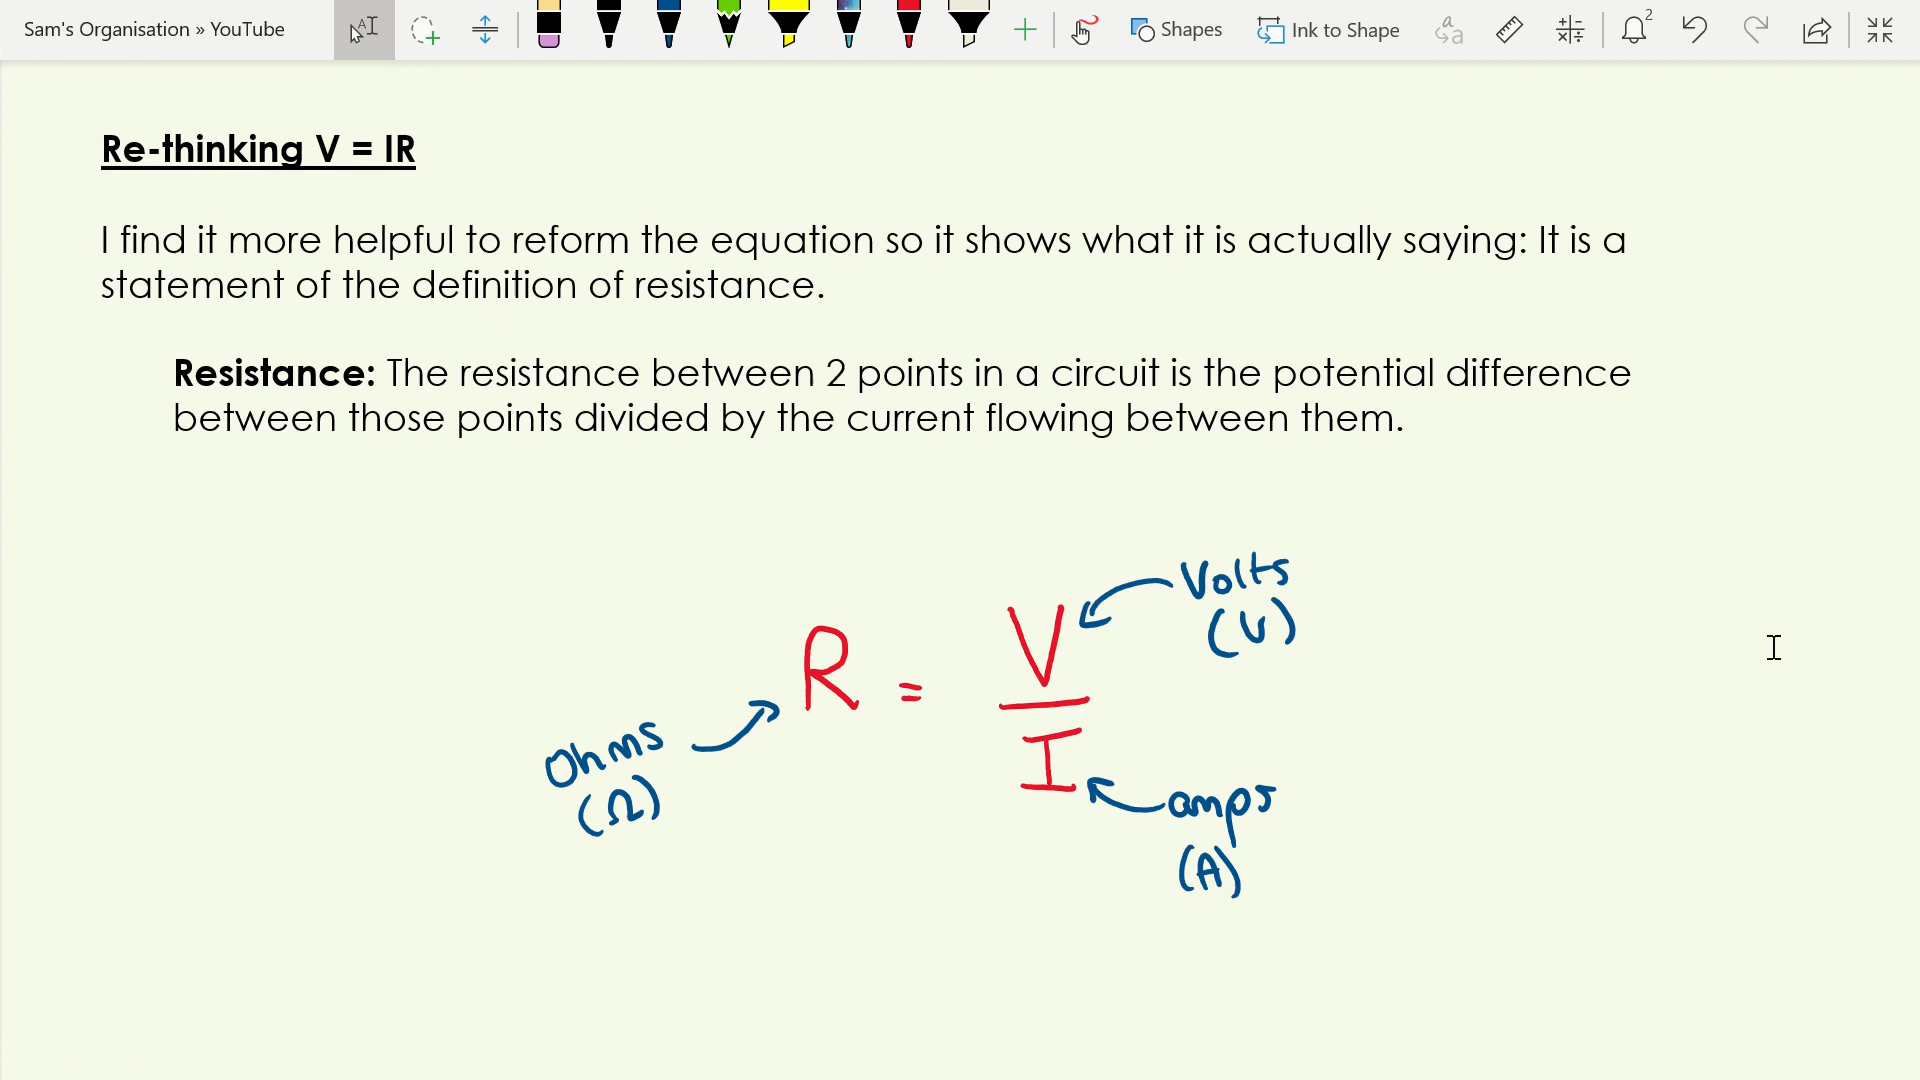 Sam's Organisation » YouTube
Shapes
Ink to Shape
2
Re-thinking V = IR
I find it more helpful to reform the equation so it shows what it is actually saying: It is a
statement of the definition of resistance.
Resistance: The resistance between 2 points in a circuit is the potential difference
between those points divided by the current flowing between them.
Volts
(V)
R = V
I
Ohms
(Ω)
amps
(A)